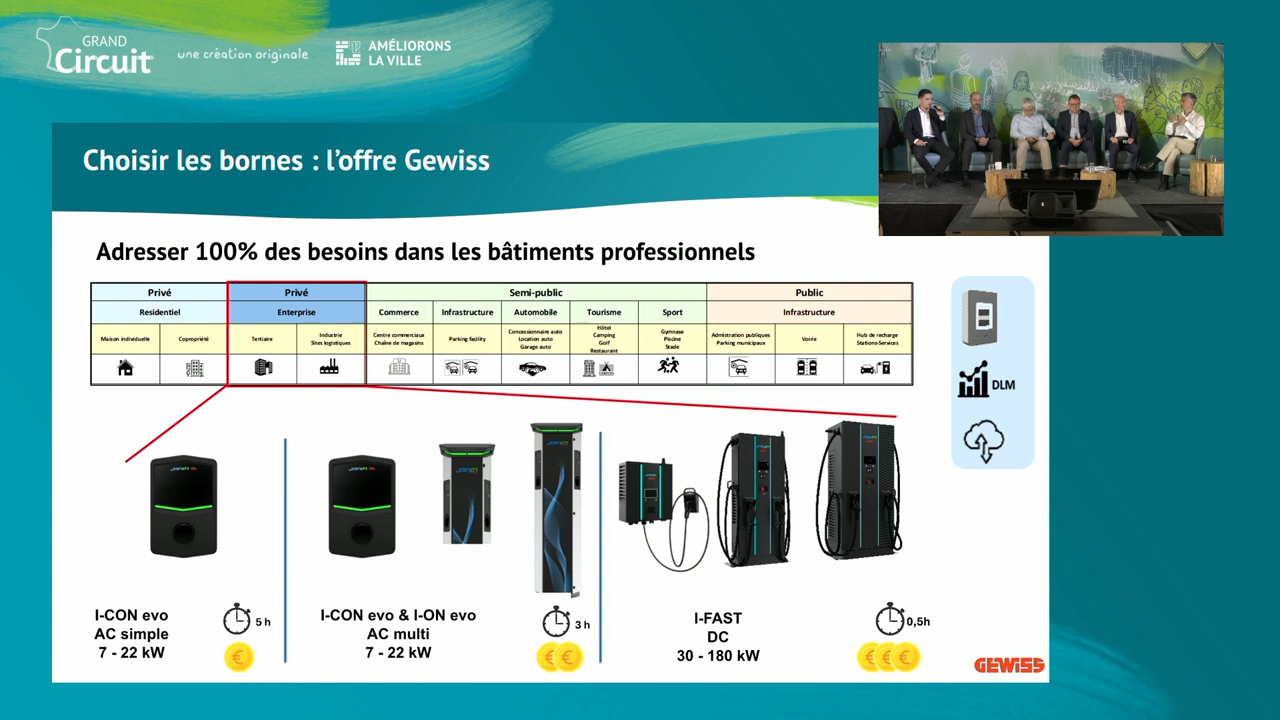 GRAND
Circuit
une création originale
AMÉLIORONS
LA VILLE
Choisir les bornes : l'offre Gewiss
Adresser 100% des besoins dans les bâtiments professionnels
Privé
Privé
Semi-public
Public
Residentiel
Enterprise
Commerce
Infrastructure
Automobile
Tourisme
Sport
Infrastructure
Maison individuelle
Copropriété
Tertiaire
Industrie
Sites logistiques
Centre commerciaux
Chaîne de magasins
Parking facility
Concessionnaire auto
Location auto
Garage auto
Hôtel
Camping
Golf
Restaurant
Gymnase
Piscine
Stade
Admistration publiques
Parking municipaux
Voirie
Hub de recharge
Stations-Services
DLM
I-CON evo
AC simple
7 - 22 kW
5 h
I-CON evo & I-ON evo
AC multi
7 - 22 kW
3 h
I-FAST
DC
30 - 180 kW
0,5h
GEWISS